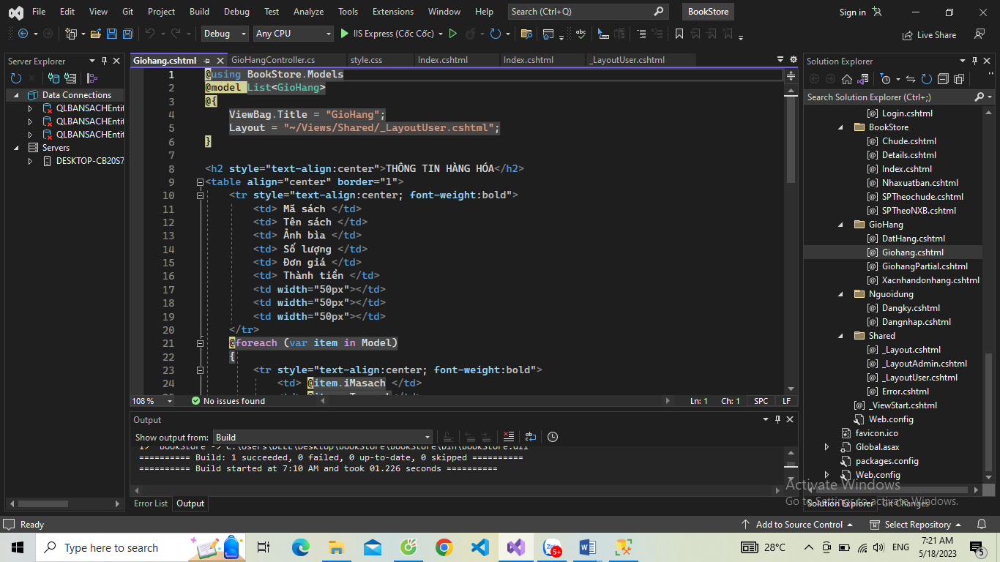 File Edit View Git Project Build Debug Test Analyze Tools Extensions Window Help Search (Ctrl+Q) BookStore Sign in
Debug Any CPU IIS Express (Cốc Cốc) Live Share
Server Explorer
Data Connections
QLBANSACHEntit
QLBANSACHEntit
QLBANSACHEntit
Servers
DESKTOP-CB20S7
Giohang.cshtml GioHangController.cs style.css Index.cshtml Index.cshtml _LayoutUser.cshtml
1 @using BookStore.Models
2 @model List<GioHang>
3 @{
4 ViewBag.Title = "GioHang";
5 Layout = "~/Views/Shared/_LayoutUser.cshtml";
6 }
7
8 <h2 style="text-align:center">THÔNG TIN HÀNG HÓA</h2>
9 <table align="center" border="1">
10 <tr style="text-align:center; font-weight:bold">
11 <td> Mã sách </td>
12 <td> Tên sách </td>
13 <td> Ảnh bìa </td>
14 <td> Số lượng </td>
15 <td> Đơn giá </td>
16 <td> Thành tiền </td>
17 <td width="50px"></td>
18 <td width="50px"></td>
19 <td width="50px"></td>
20 </tr>
21 @foreach (var item in Model)
22 {
23 <tr style="text-align:center; font-weight:bold">
24 <td> @item.iMasach </td>
108 % No issues found Ln: 1 Ch: 1 SPC LF
Output
Show output from: Build
1> BookStore -> C:\Users\DELL\Desktop\BookStore\BookStore\bin\BookStore.dll
========== Build: 1 succeeded, 0 failed, 0 up-to-date, 0 skipped ==========
========== Build started at 7:10 AM and took 01.226 seconds ==========
Error List Output
Solution Explorer
Search Solution Explorer (Ctrl+;)
Login.cshtml
BookStore
Chude.cshtml
Details.cshtml
Index.cshtml
Nhaxuatban.cshtml
SPTheochude.cshtml
SPTheoNXB.cshtml
GioHang
DatHang.cshtml
Giohang.cshtml
GiohangPartial.cshtml
Xacnhandonhang.cshtml
Nguoidung
Dangky.cshtml
Dangnhap.cshtml
Shared
_Layout.cshtml
_LayoutAdmin.cshtml
_LayoutUser.cshtml
Error.cshtml
_ViewStart.cshtml
Web.config
favicon.ico
Global.asax
packages.config
Web.config
Activate Windows
Go to Settings to activate Windows.
Solution Explorer Git Changes
Ready Add to Source Control Select Repository
Type here to search 5+ 28°C ENG 7:21 AM
5/18/2023 5